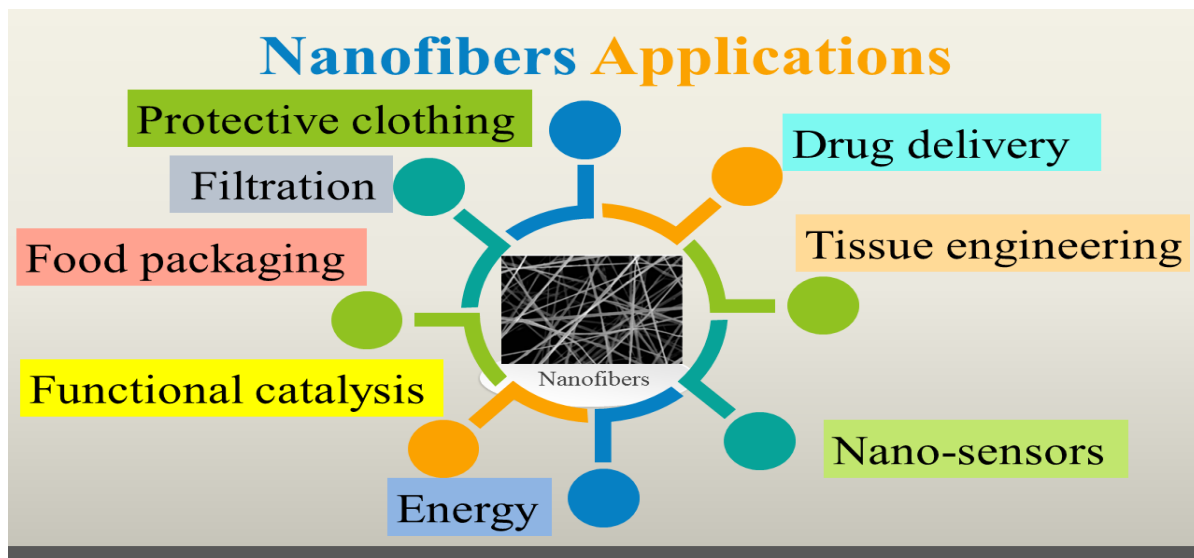 Nanofibers Applications
Protective clothing
Drug delivery
Filtration
Tissue engineering
Food packaging
Nanofibers
Functional catalysis
Nano-sensors
Energy